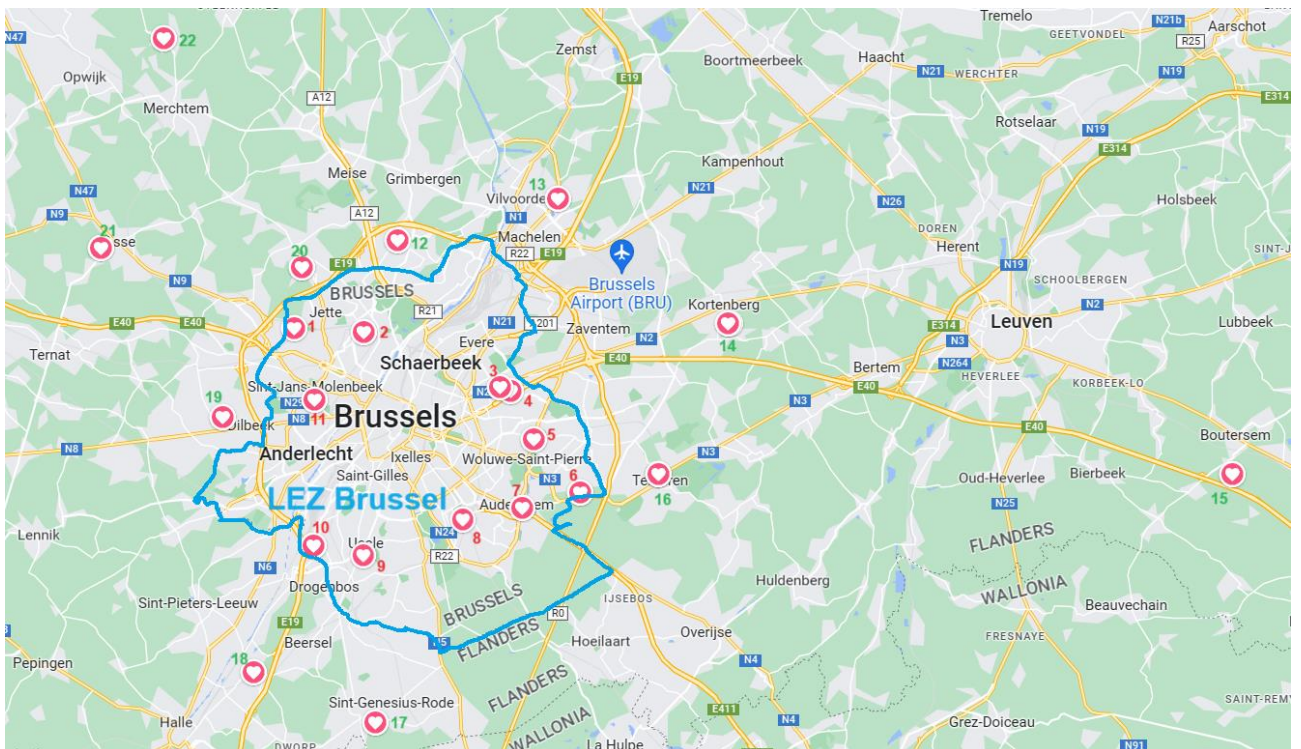 N47
22
Opwijk
Merchtem
A12
Zemst
E19
Boortmeerbeek
Tremelo
N21b
Aarschot
GEETVONDEL
R25
Haacht
N21
WERCHTER
N19
E314
Rotselaar
N19
E314
Meise
Grimbergen
Kampenhout
N47
13
Vilvoorde
N21
N26
Holsbeek
N9
N1
A12
DOREN
21
20
12
Machelen
Herent
E19
R22
E19
N19
N9
Brussels
Airport (BRU)
SCHOOLBERGEN
BRUSSELS
Kortenberg
N2
E40
E40
Jette
R21
N21
Zaventem
N2
E314
Leuven
1
2
Evere
14
N3
Lubbeek
Ternat
Schaerbeek
E40
Bertem
N264
HEVERLEE
KORBEEK-LO
Sint-Jans-Molenbeek
3
E40
19
N29
4
Dilbeek
N8
11
Brussels
N3
E40
Boutersem
N8
Anderlecht
Ixelles
Woluwe-Saint-Pierre
5
N3
Saint-Gilles
6
N3
Oud-Heverlee
Bierbeek
15
LEZ Brussel
7
16
N25
Lennik
10
N24
8
FLANDERS
N6
9
R22
WALLONIA
Drogenbos
Huldenberg
Sint-Pieters-Leeuw
BRUSSELS
IJSEBOS
Beauvechain
E19
R0
Beersel
FLANDERS
Hoeilaart
Overijse
FRESNAYE
Pepingen
N4
18
FLANDERS
Sint-Genesius-Rode
17
E411
N4
Halle
WALLONIA
Grez-Doiceau
DWORP
La Hulpe
N91